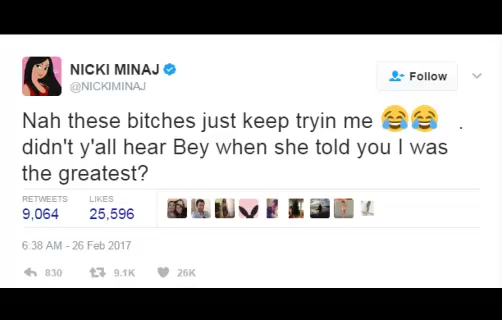 NICKI MINAJ
@NICKIMINAJ
Follow
Nah these bitches just keep tryin me 😂😂 .
didn't y'all hear Bey when she told you I was
the greatest?
RETWEETS LIKES
9,064 25,596
6:38 AM - 26 Feb 2017
830 9.1K 26K